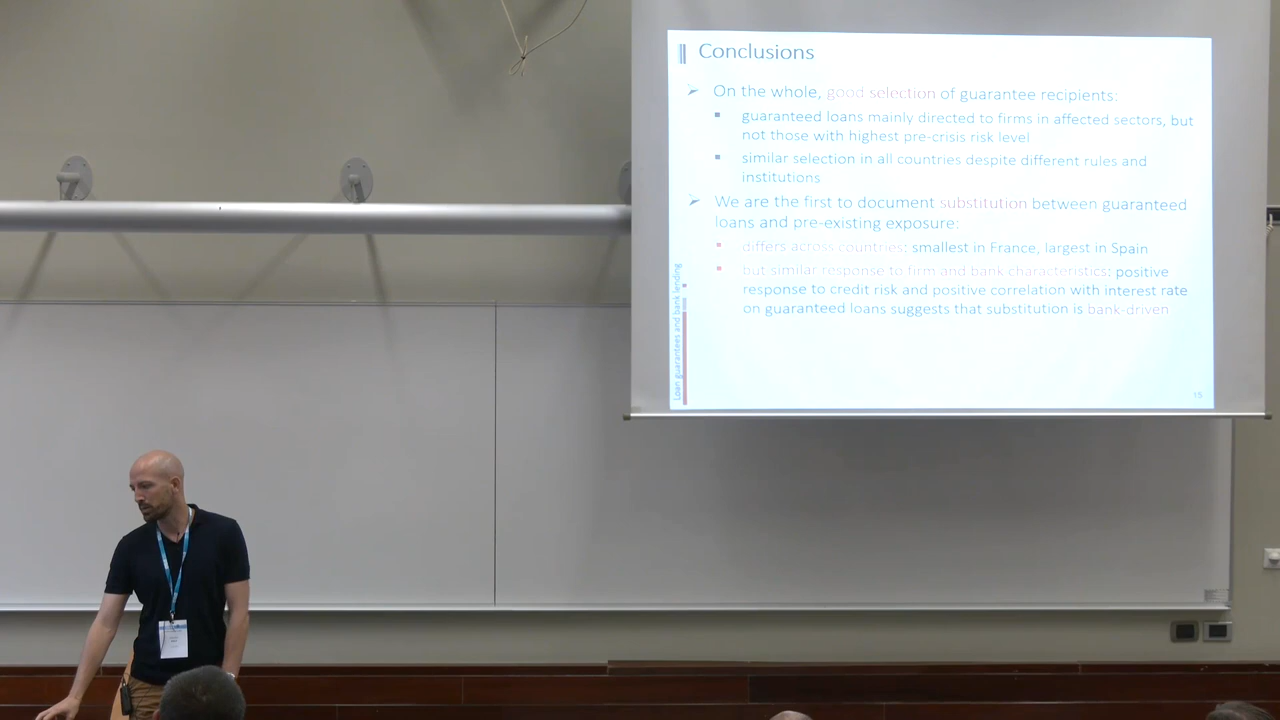 Conclusions
On the whole, good selection of guarantee recipients:
guaranteed loans mainly directed to firms in affected sectors, but
not those with highest pre-crisis risk level
similar selection in all countries despite different rules and
institutions
We are the first to document substitution between guaranteed
loans and pre-existing exposure:
differs across countries: smallest in France, largest in Spain
but similar response to firm and bank characteristics: positive
response to credit risk and positive correlation with interest rate
on guaranteed loans suggests that substitution is bank-driven
Loan guarantees and bank lending
15